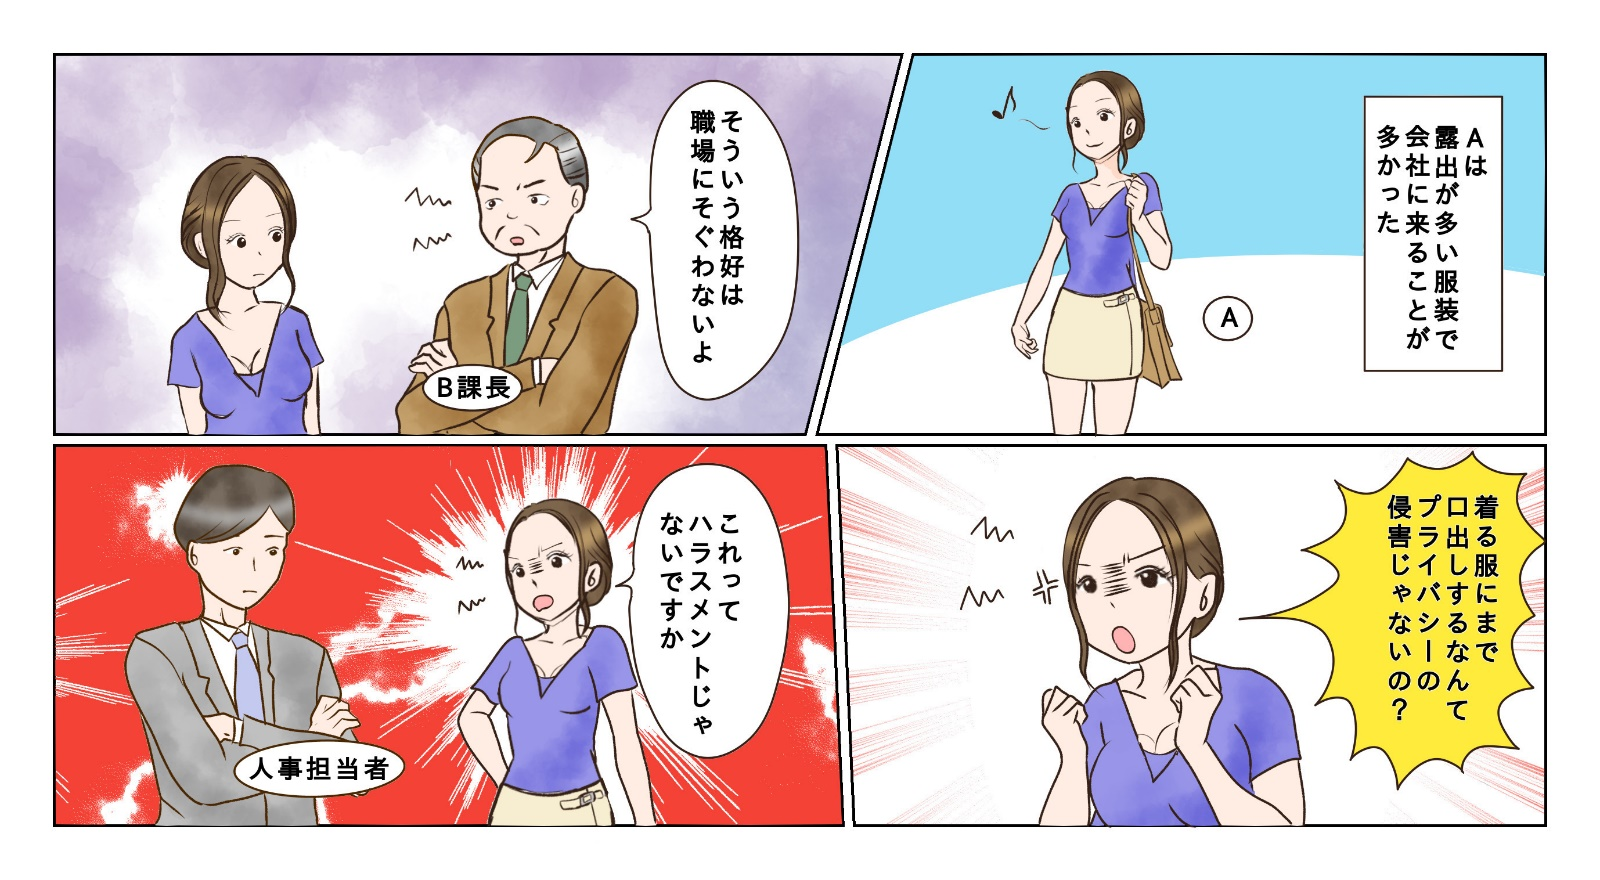 Aは
露出が多い服装で
会社に来ることが
多かった
A
そういう格好は
職場にそぐわないよ
B課長
着る服にまで
口出しするなんて
プライバシーの
侵害じゃないの？
これって
ハラスメントじゃ
ないですか
人事担当者